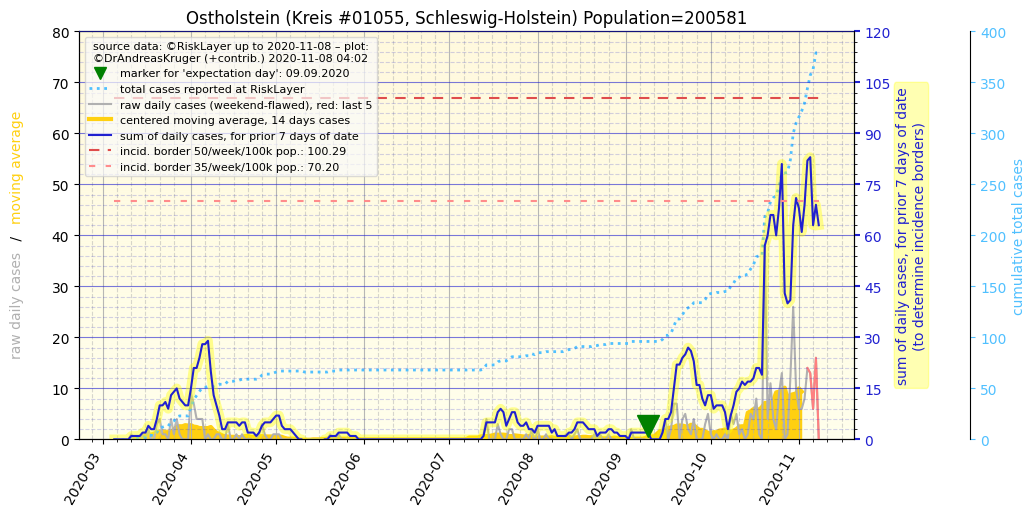 Ostholstein (Kreis #01055, Schleswig-Holstein) Population=200581
source data: ©RiskLayer up to 2020-11-08 – plot:
©DrAndreasKruger (+contrib.) 2020-11-08 04:02
marker for 'expectation day': 09.09.2020
total cases reported at RiskLayer
raw daily cases (weekend-flawed), red: last 5
centered moving average, 14 days cases
sum of daily cases, for prior 7 days of date
incid. border 50/week/100k pop.: 100.29
incid. border 35/week/100k pop.: 70.20
raw daily cases / moving average
80
70
60
50
40
30
20
10
0
120
105
90
75
60
45
30
15
0
sum of daily cases, for prior 7 days of date
(to determine incidence borders)
400
350
300
250
200
150
100
50
0
cumulative total cases
2020-03
2020-04
2020-05
2020-06
2020-07
2020-08
2020-09
2020-10
2020-11